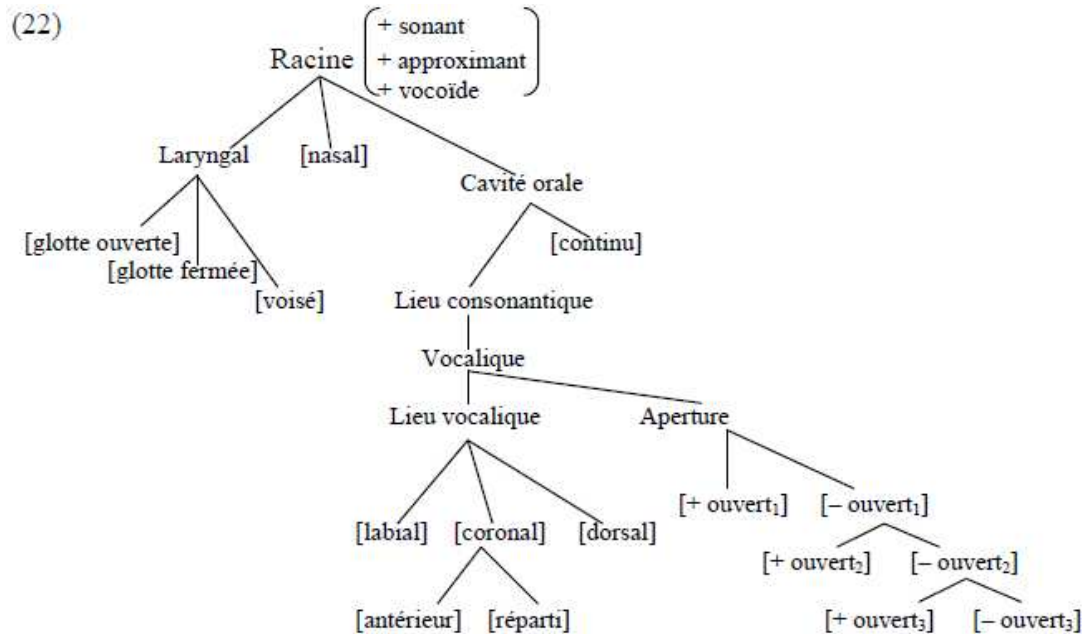 (22)
+ sonant
Racine + approximant
+ vocoïde
Laryngal [nasal]
Cavité orale
[glotte ouverte] [continu]
[glotte fermée]
[voisé] Lieu consonantique
Vocalique
Lieu vocalique Aperture
[+ ouvert₁] [– ouvert₁]
[labial] [coronal] [dorsal]
[+ ouvert₂] [– ouvert₂]
[antérieur] [réparti] [+ ouvert₃] [– ouvert₃]